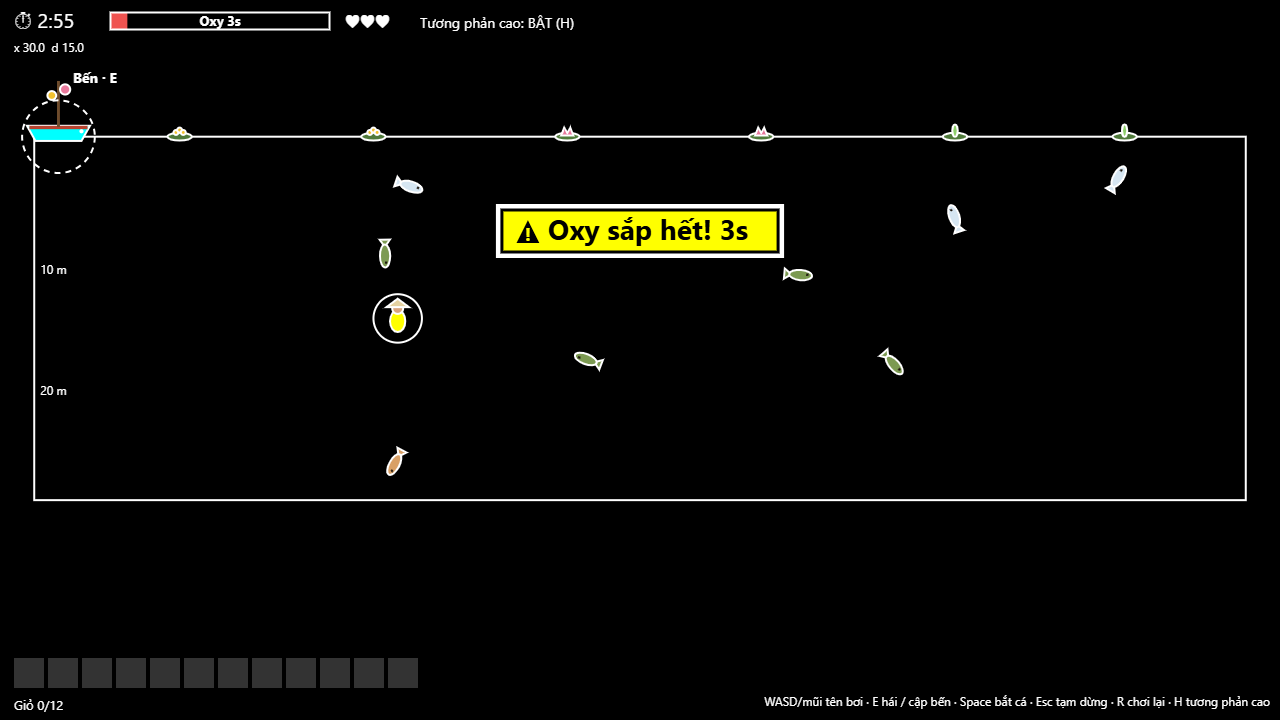 ⏱ 2:55
Oxy 3s
Tương phản cao: BẬT (H)
x 30.0 d 15.0
Bến · E
⚠ Oxy sắp hết! 3s
10 m
20 m
Giỏ 0/12
WASD/mũi tên bơi · E hái / cập bến · Space bắt cá · Esc tạm dừng · R chơi lại · H tương phản cao